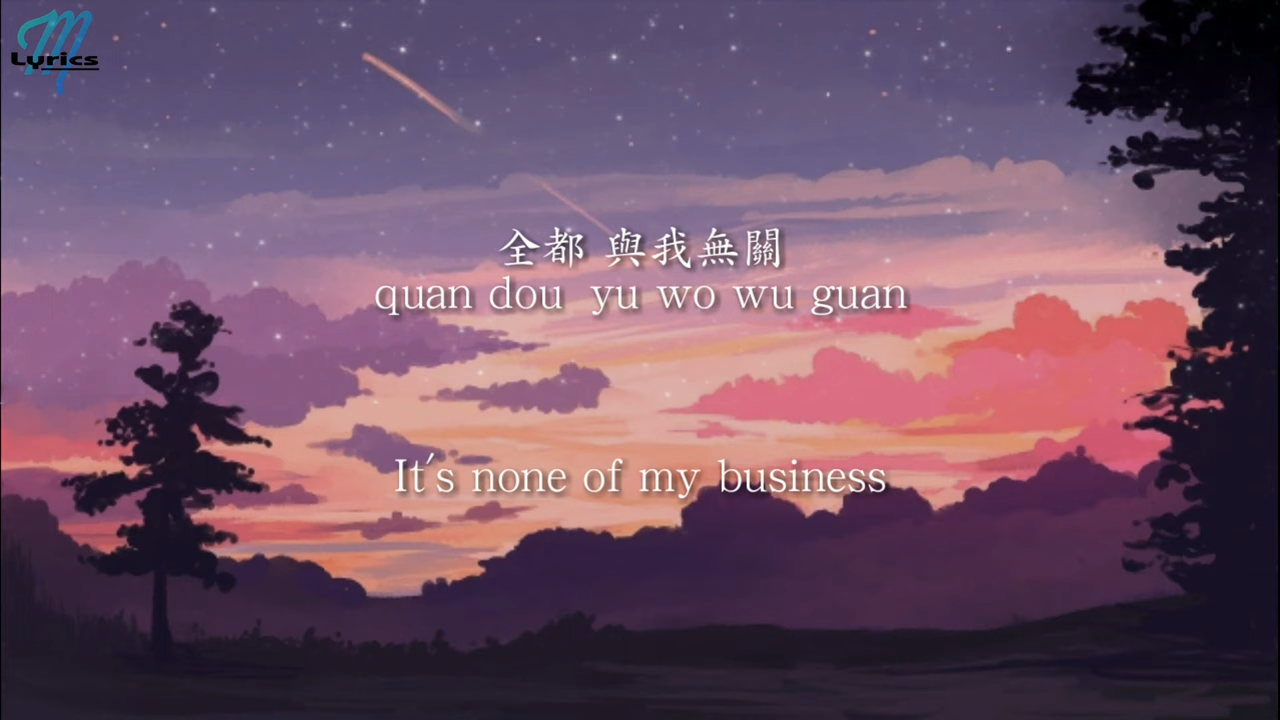 Lyrics
全都 與我無關
quan dou yu wo wu guan
It's none of my business